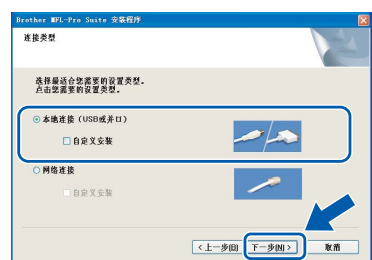 Brother MFL-Pro Suite 安装程序
连接类型
选择最适合您需要的设置类型。
点击您需要的设置类型。
本地连接（USB或并口）
自定义安装
网络连接
自定义安装
<上一步(B) 下一步(N)> 取消